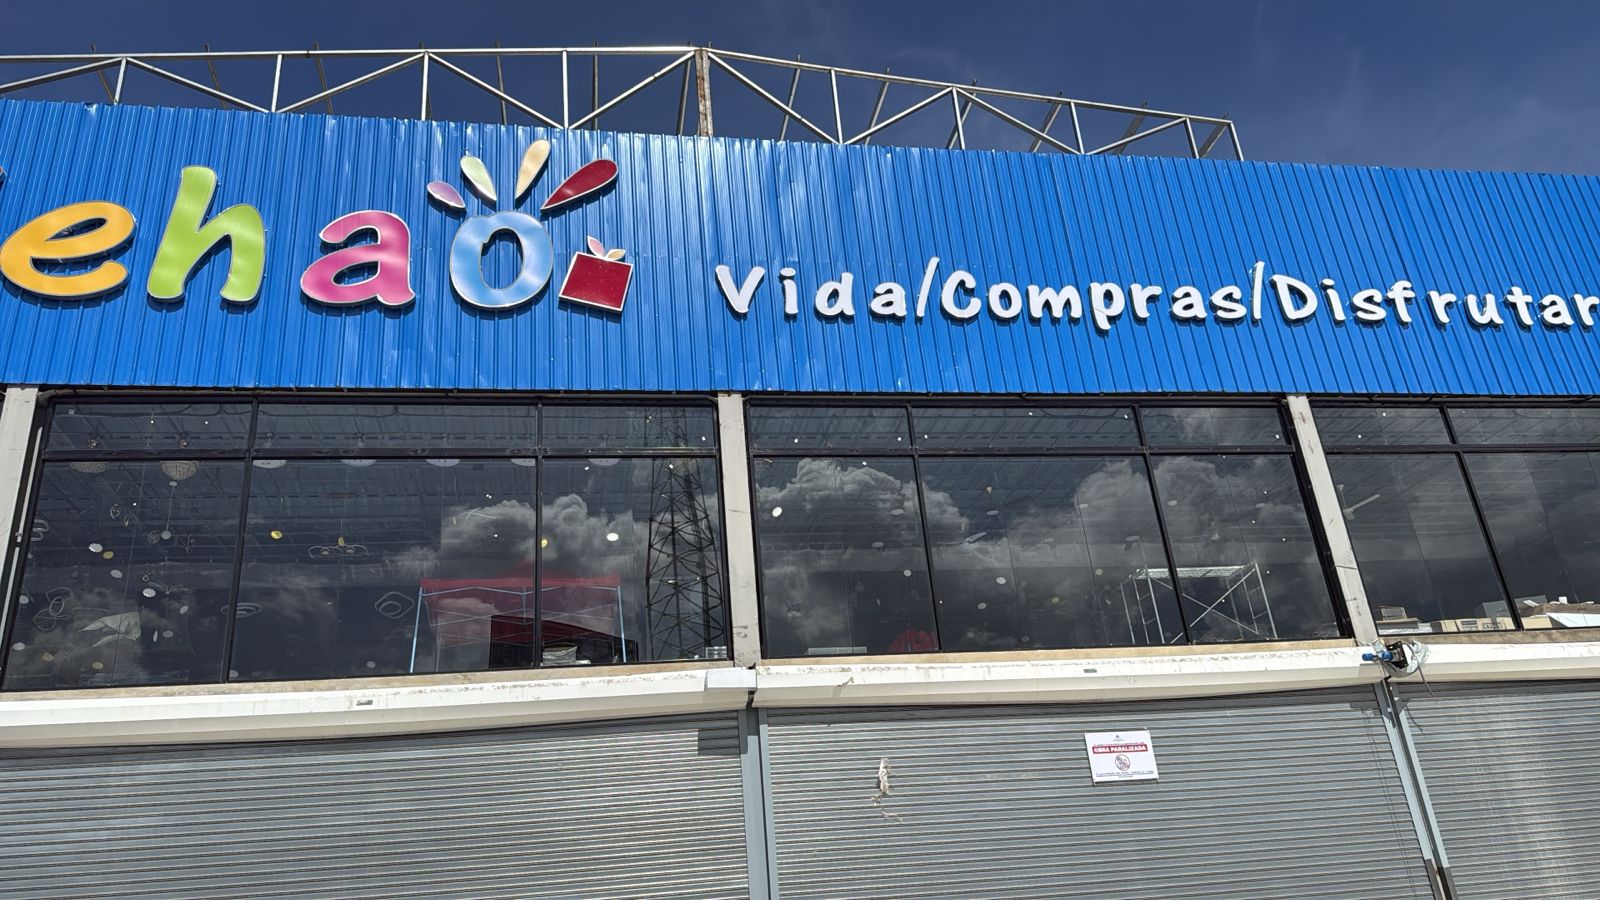 ehao
Vida/Compras/Disfrutar
OBRA PARALIZADA